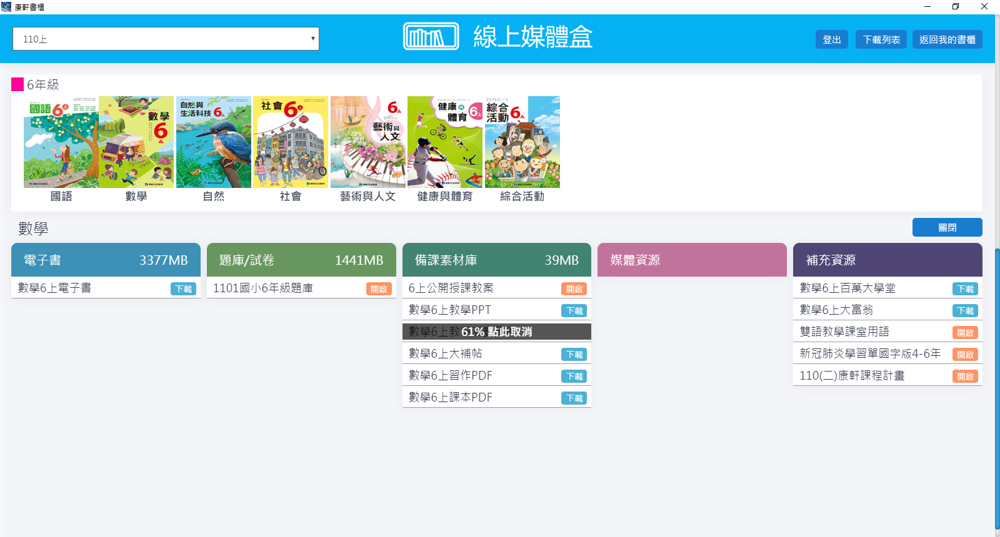 康軒書櫃
110上
線上媒體盒
登出
下載列表
返回我的書櫃
6年級
國語6上
數學6
自然與生活科技6
社會6上
藝術與人文6
健康與體育6上
綜合活動6
國語
數學
自然
社會
藝術與人文
健康與體育
綜合活動
數學
關閉
電子書 3377MB
數學6上電子書 下載
題庫/試卷 1441MB
1101國小6年級題庫 開啟
備課素材庫 39MB
6上公開授課教案 開啟
數學6上教學PPT 下載
數學6上教
61% 點此取消
數學6上大補帖 下載
數學6上習作PDF 下載
數學6上課本PDF 下載
媒體資源
補充資源
數學6上百萬大學堂 下載
數學6上大富翁 下載
雙語教學課室用語 開啟
新冠肺炎學習單國字版4-6年 開啟
110(二)康軒課程計畫 開啟